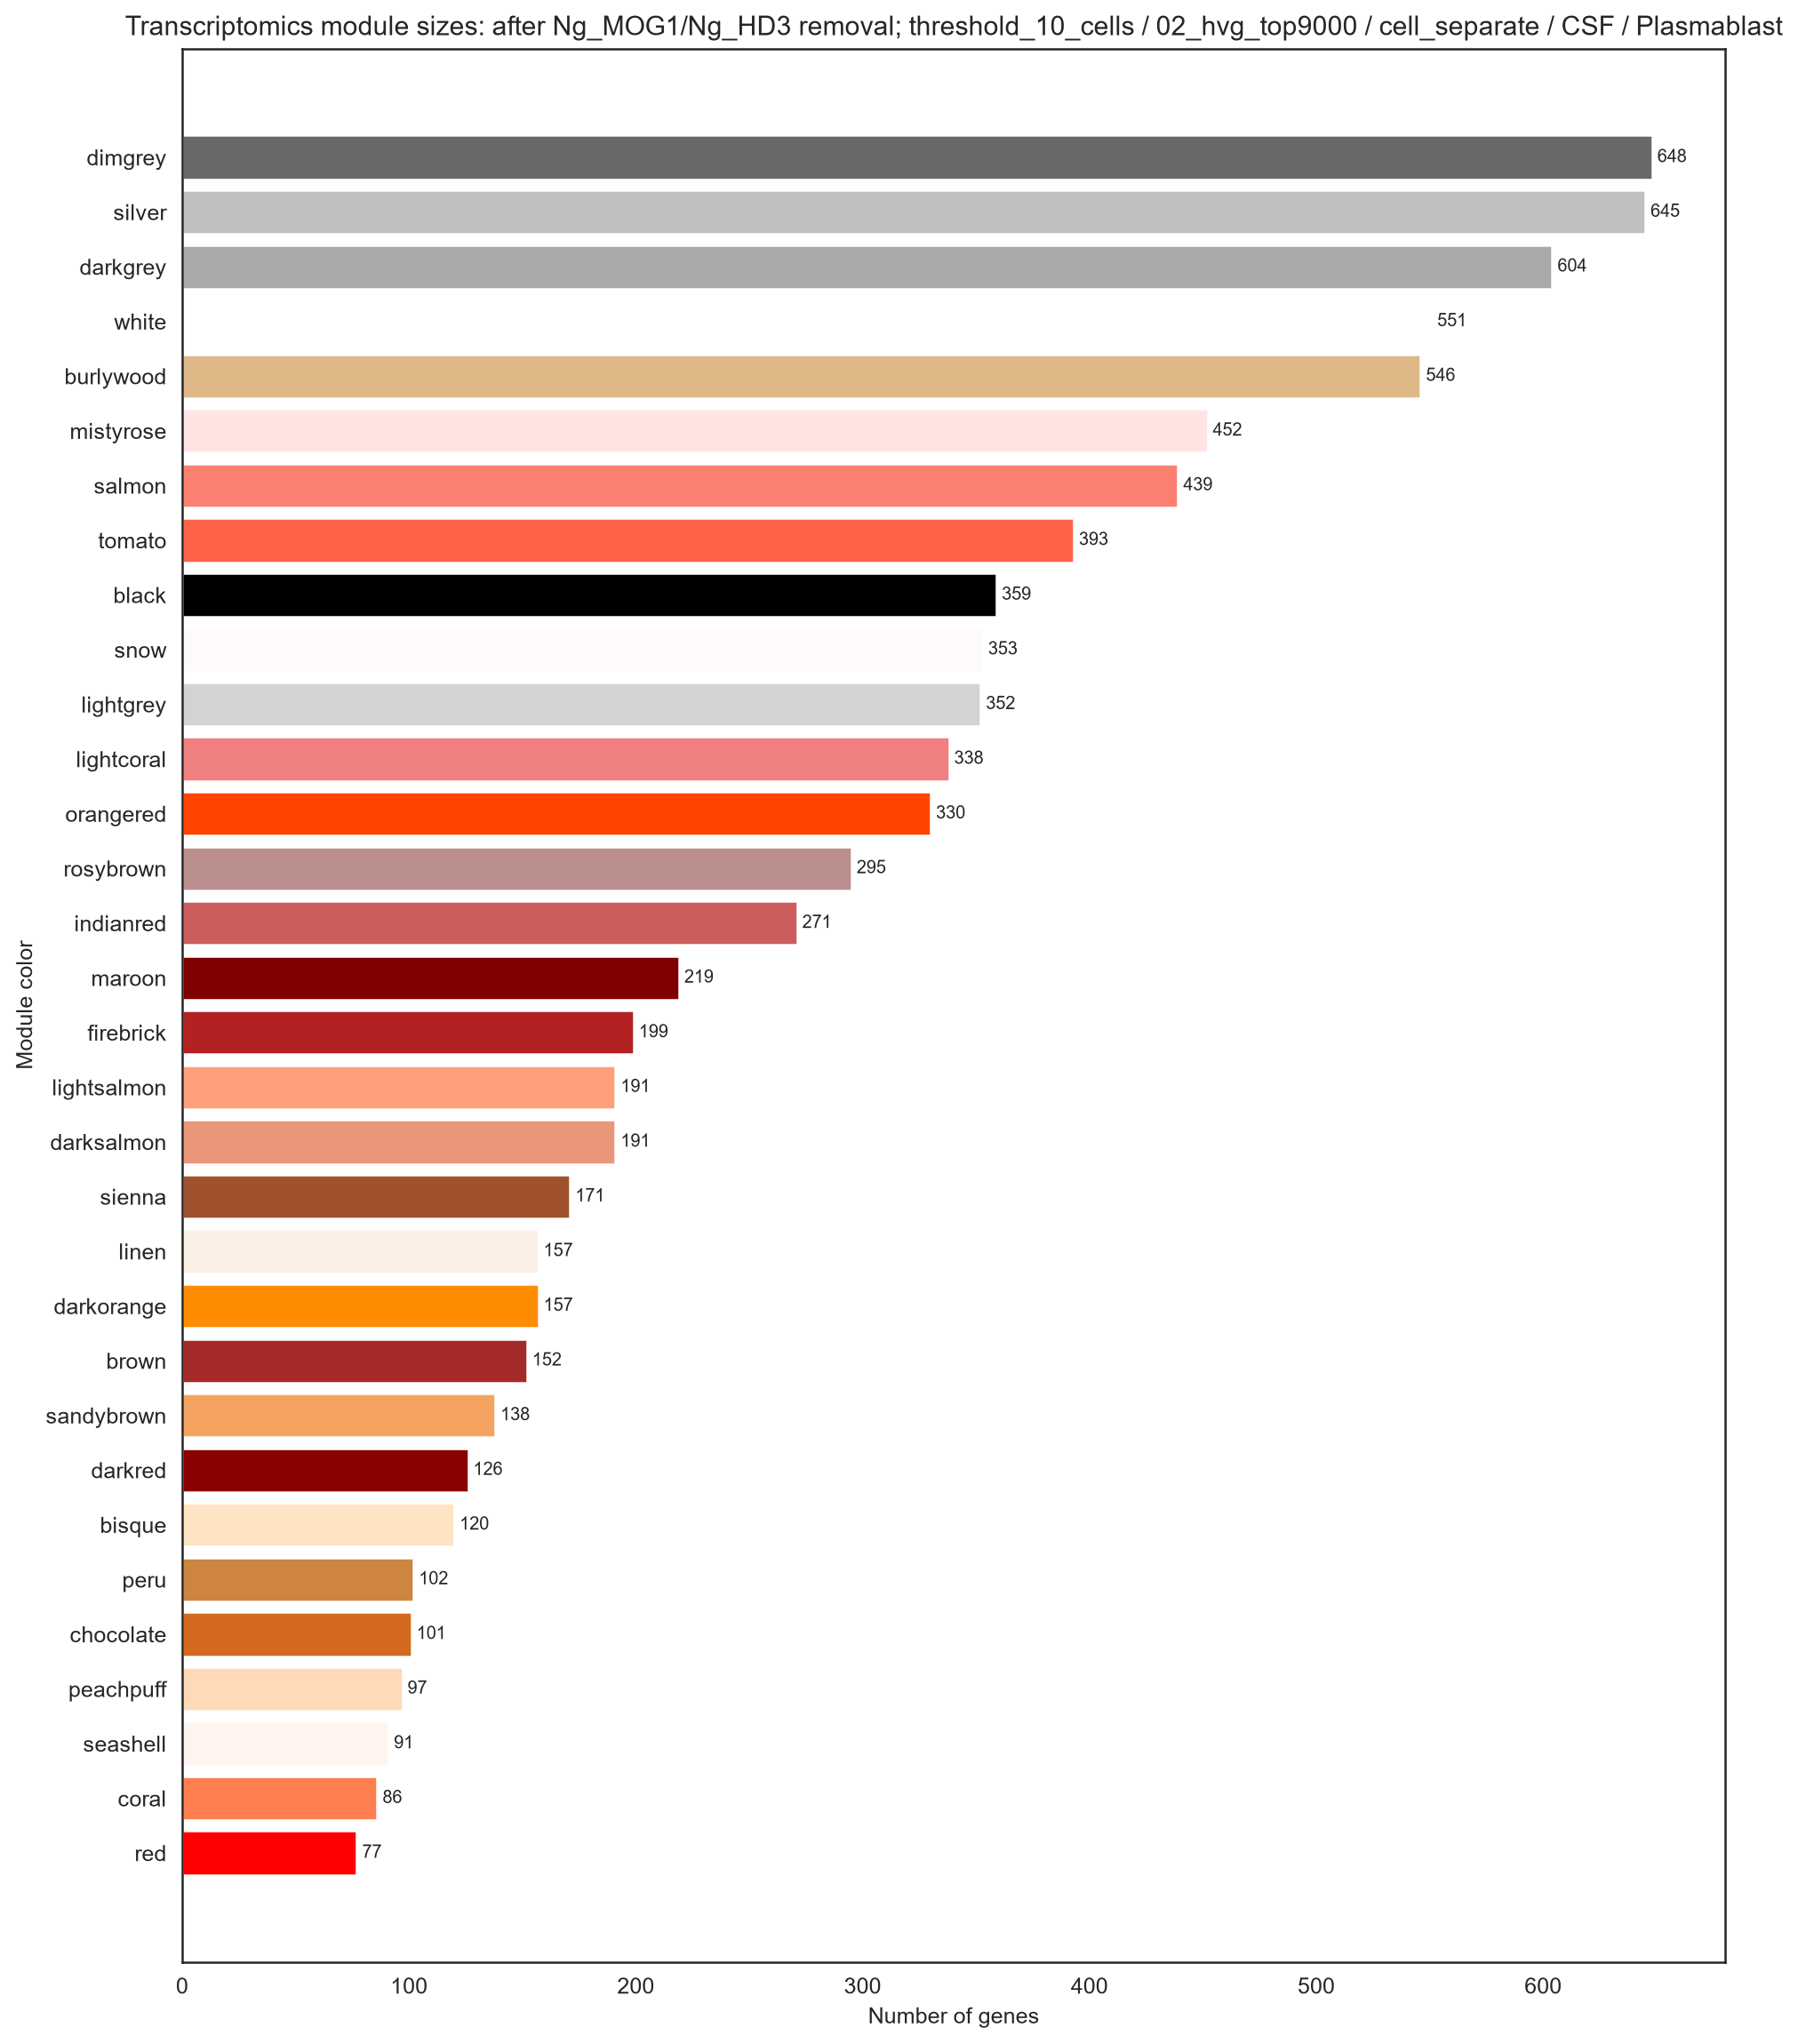 Transcriptomics module sizes: after Ng_MOG1/Ng_HD3 removal; threshold_10_cells / 02_hvg_top9000 / cell_separate / CSF / Plasmablast
Module color
dimgrey 648
silver 645
darkgrey 604
white 551
burlywood 546
mistyrose 452
salmon 439
tomato 393
black 359
snow 353
lightgrey 352
lightcoral 338
orangered 330
rosybrown 295
indianred 271
maroon 219
firebrick 199
lightsalmon 191
darksalmon 191
sienna 171
linen 157
darkorange 157
brown 152
sandybrown 138
darkred 126
bisque 120
peru 102
chocolate 101
peachpuff 97
seashell 91
coral 86
red 77
0 100 200 300 400 500 600
Number of genes